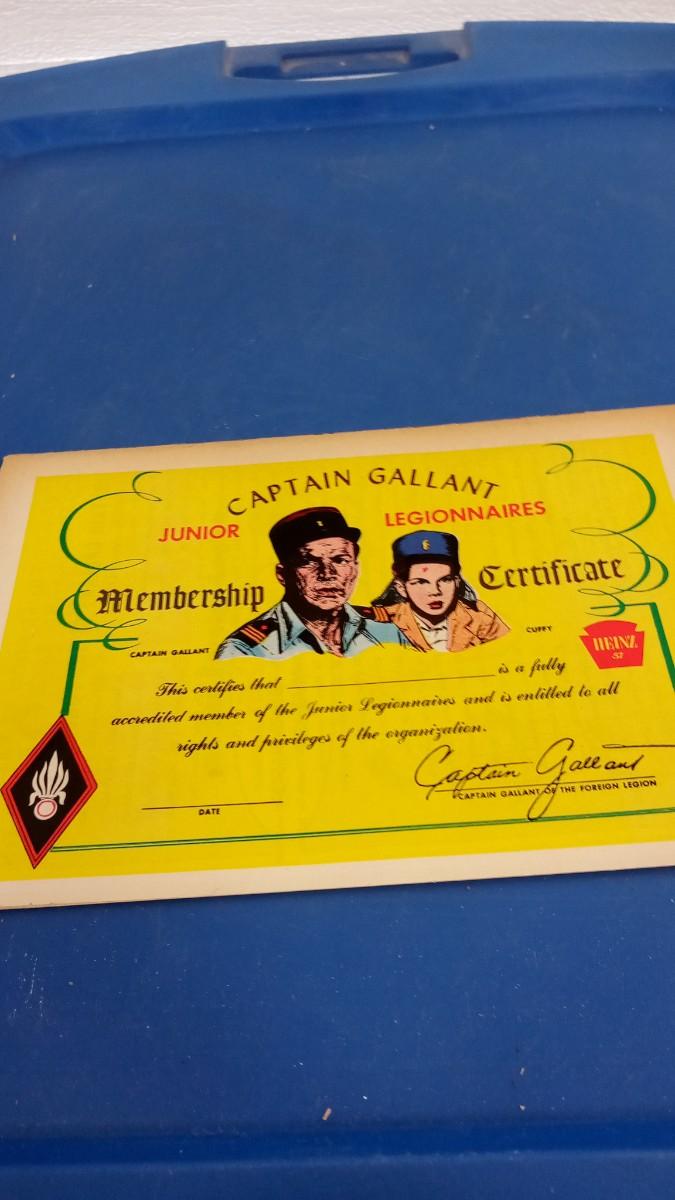 CAPTAIN GALLANT
JUNIOR LEGIONNAIRES
Membership Certificate
CAPTAIN GALLANT
CUFFY
HEINZ
57
This certifies that is a fully
accredited member of the Junior Legionnaires and is entitled to all
rights and privileges of the organization.
Captain Gallant
CAPTAIN GALLANT OF THE FOREIGN LEGION
DATE